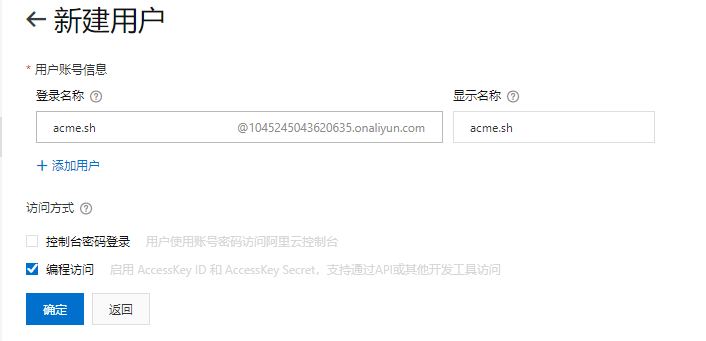 新建用户
* 用户账号信息
登录名称 显示名称
acme.sh @1045245043620635.onaliyun.com acme.sh
+ 添加用户
访问方式
控制台密码登录 用户使用账号密码访问阿里云控制台
编程访问 启用 AccessKey ID 和 AccessKey Secret，支持通过API或其他开发工具访问
确定 返回